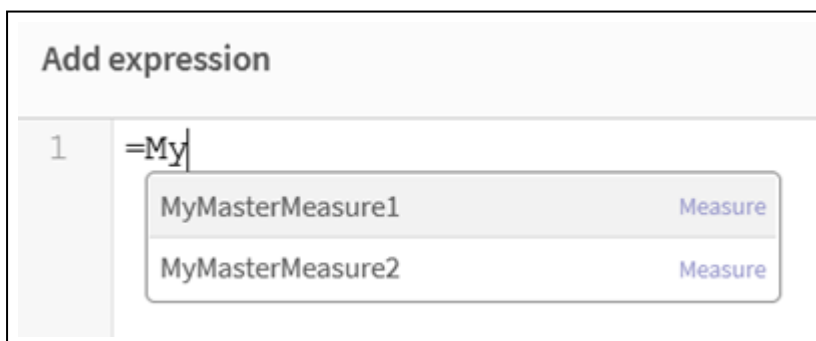 Add expression
1 =My
MyMasterMeasure1 Measure
MyMasterMeasure2 Measure